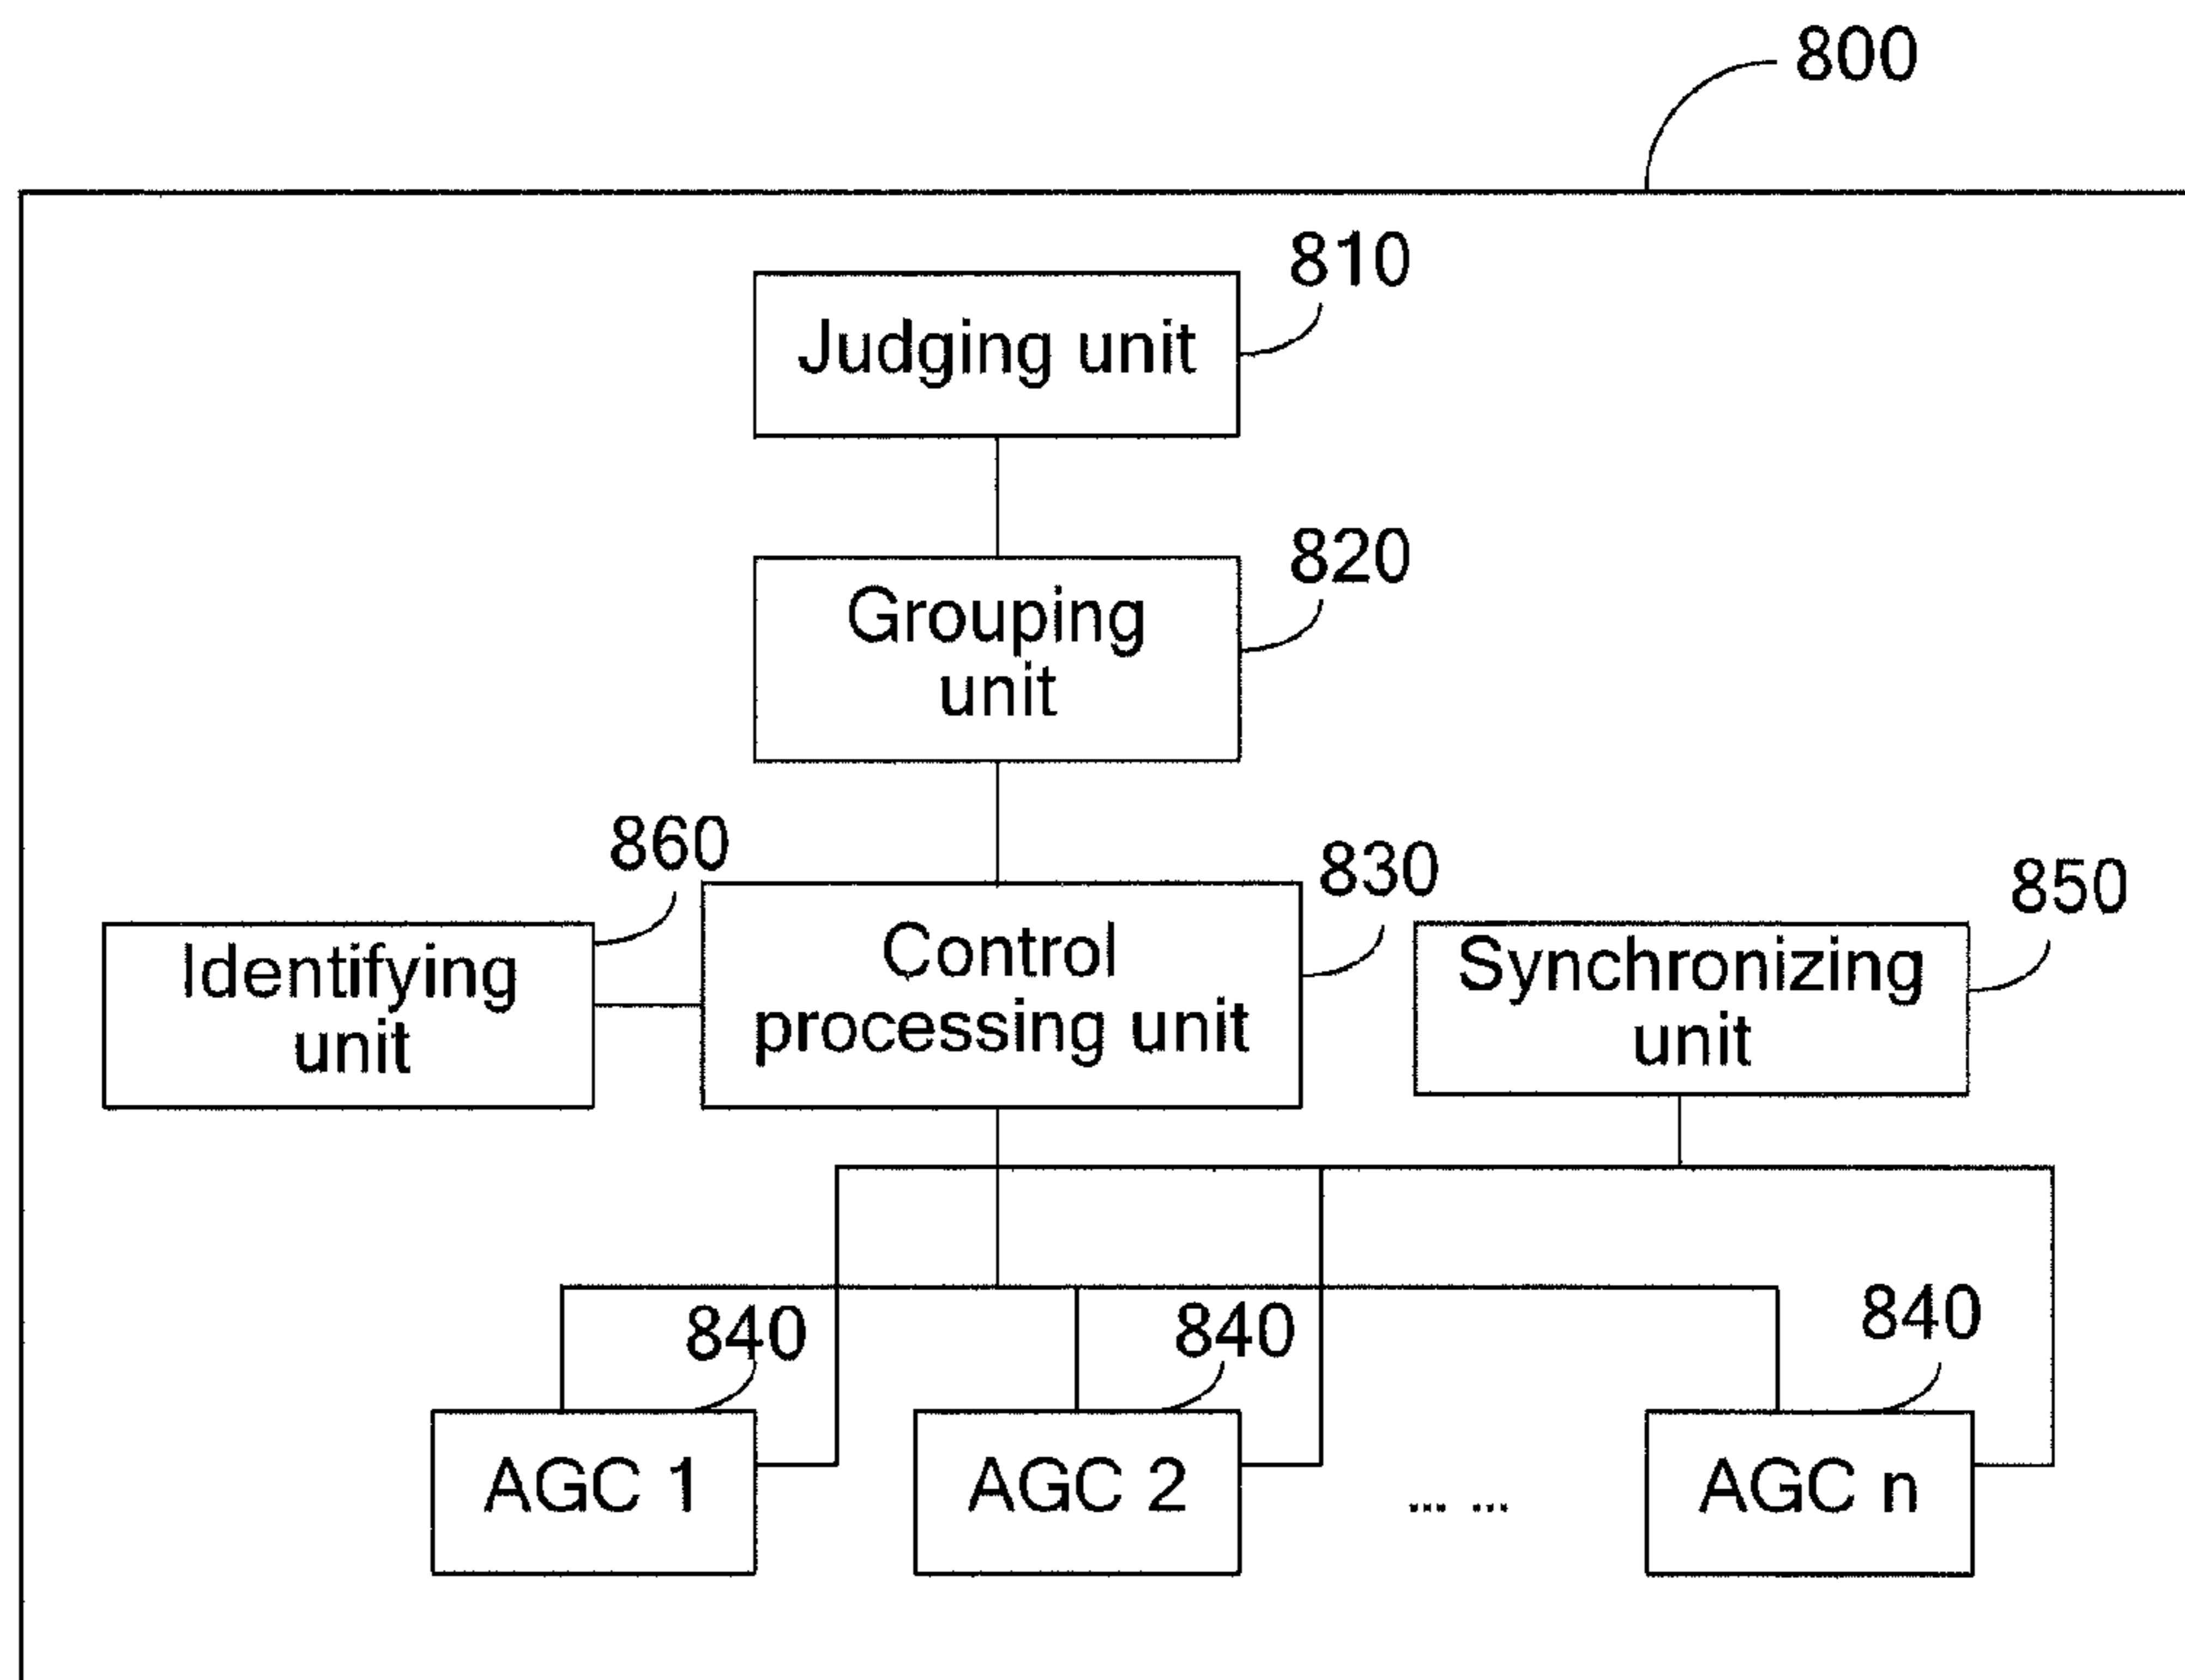 800
810
Judging unit
820
Grouping
unit
860
830
850
Identifying
unit
Control
processing unit
Synchronizing
unit
840
840
840
AGC 1
AGC 2
... ...
AGC n